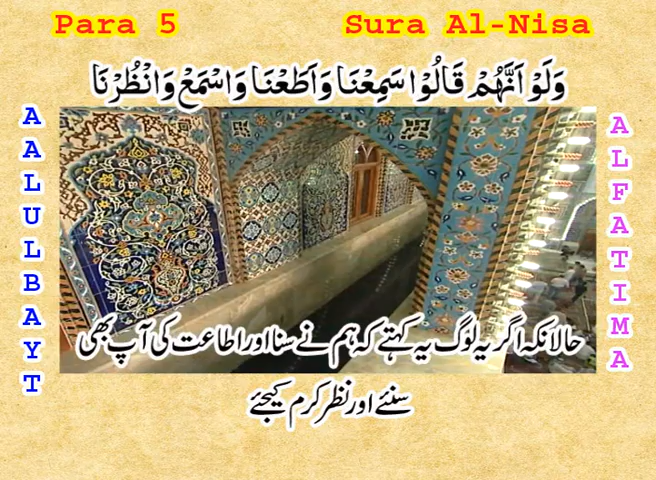 Para 5
Sura Al-Nisa
وَلَوْ اَنَّهُمْ قَالُوْا سَمِعْنَا وَاَطَعْنَا وَاسْمَعْ وَانْظُرْنَا
AALULBAYT
ALFATIMA
حالانکہ اگر یہ لوگ یہ کہتے کہ ہم نے سنا اور اطاعت کی آپ بھی
سنئے اور نظر کرم کیجئے